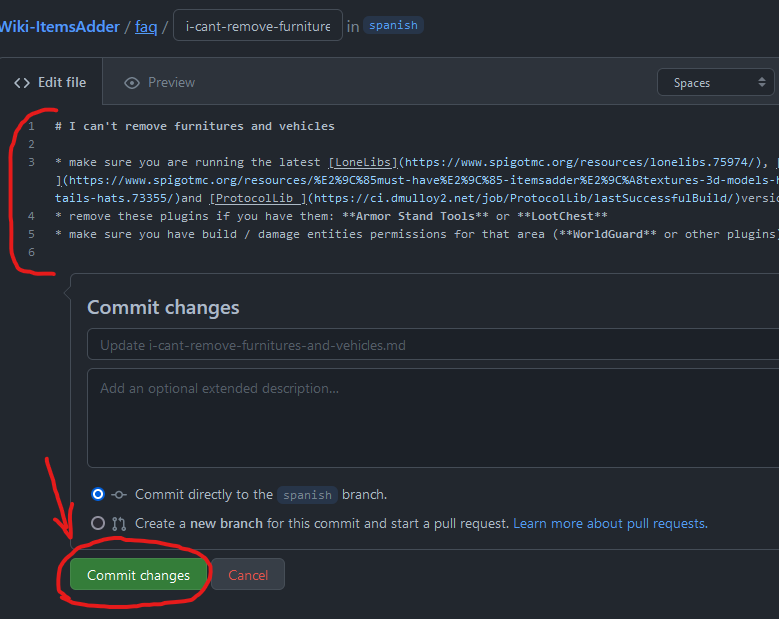 Wiki-ItemsAdder / faq / i-cant-remove-furniture in spanish
<> Edit file Preview Spaces
1 # I can't remove furnitures and vehicles
2
3 * make sure you are running the latest [LoneLibs](https://www.spigotmc.org/resources/lonelibs.75974/), [
](https://www.spigotmc.org/resources/%E2%9C%85must-have%E2%9C%85-itemsadder%E2%9C%A8textures-3d-models-h
tails-hats.73355/)and [ProtocolLib ](https://ci.dmulloy2.net/job/ProtocolLib/lastSuccessfulBuild/)versio
4 * remove these plugins if you have them: **Armor Stand Tools** or **LootChest**
5 * make sure you have build / damage entities permissions for that area (**WorldGuard** or other plugins)
6
Commit changes
Update i-cant-remove-furnitures-and-vehicles.md
Add an optional extended description...
Commit directly to the spanish branch.
Create a new branch for this commit and start a pull request. Learn more about pull requests.
Commit changes Cancel